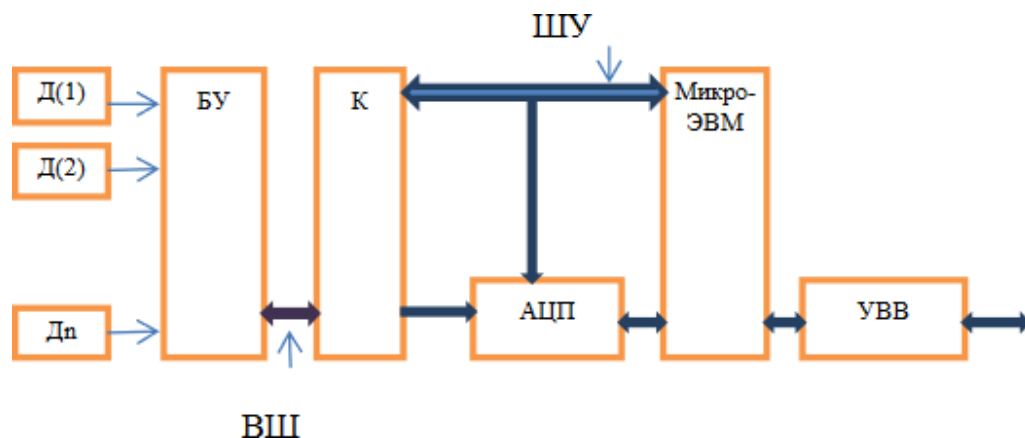 ШУ
Д(1)
БУ
К
Микро-
ЭВМ
Д(2)
Дn
АЦП
УВВ
ВШ